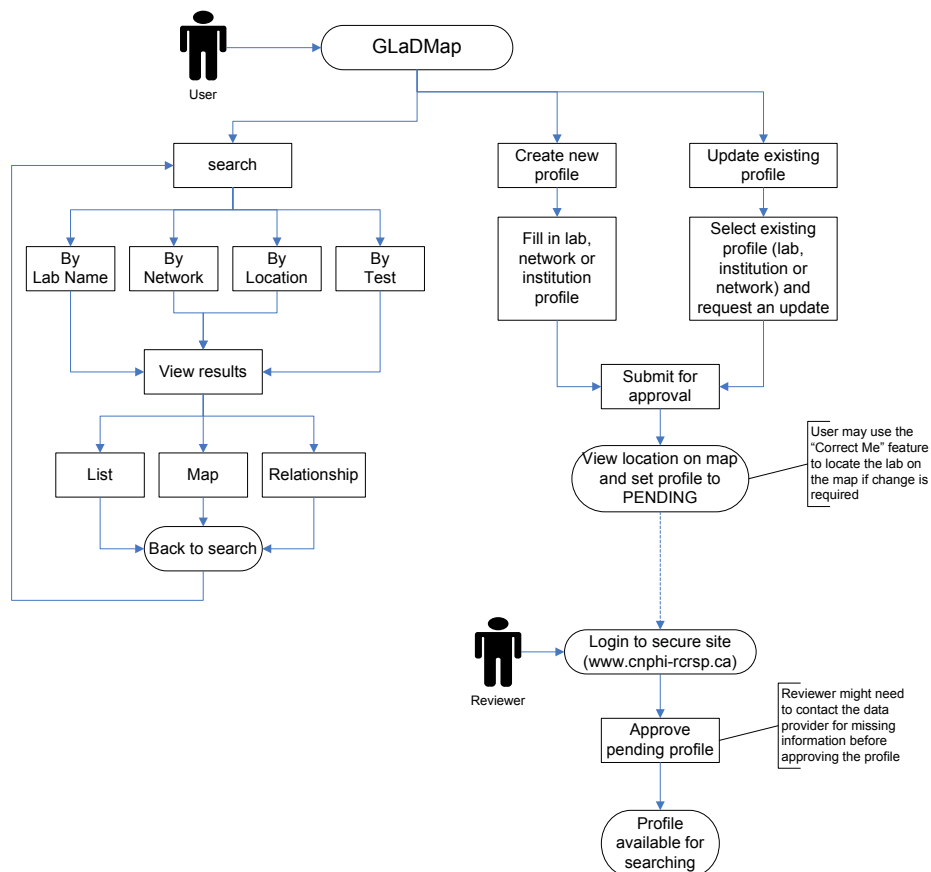 GLaDMap
User
search
Create new
profile
Update existing
profile
By
Lab Name
By
Network
By
Location
By
Test
Fill in lab,
network or
institution
profile
Select existing
profile (lab,
institution or
network) and
request an update
View results
Submit for
approval
List
Map
Relationship
View location on map
and set profile to
PENDING
User may use the
“Correct Me” feature
to locate the lab on
the map if change is
required
Back to search
Reviewer
Login to secure site
(www.cnphi-rcrsp.ca)
Approve
pending profile
Reviewer might need
to contact the data
provider for missing
information before
approving the profile
Profile
available for
searching